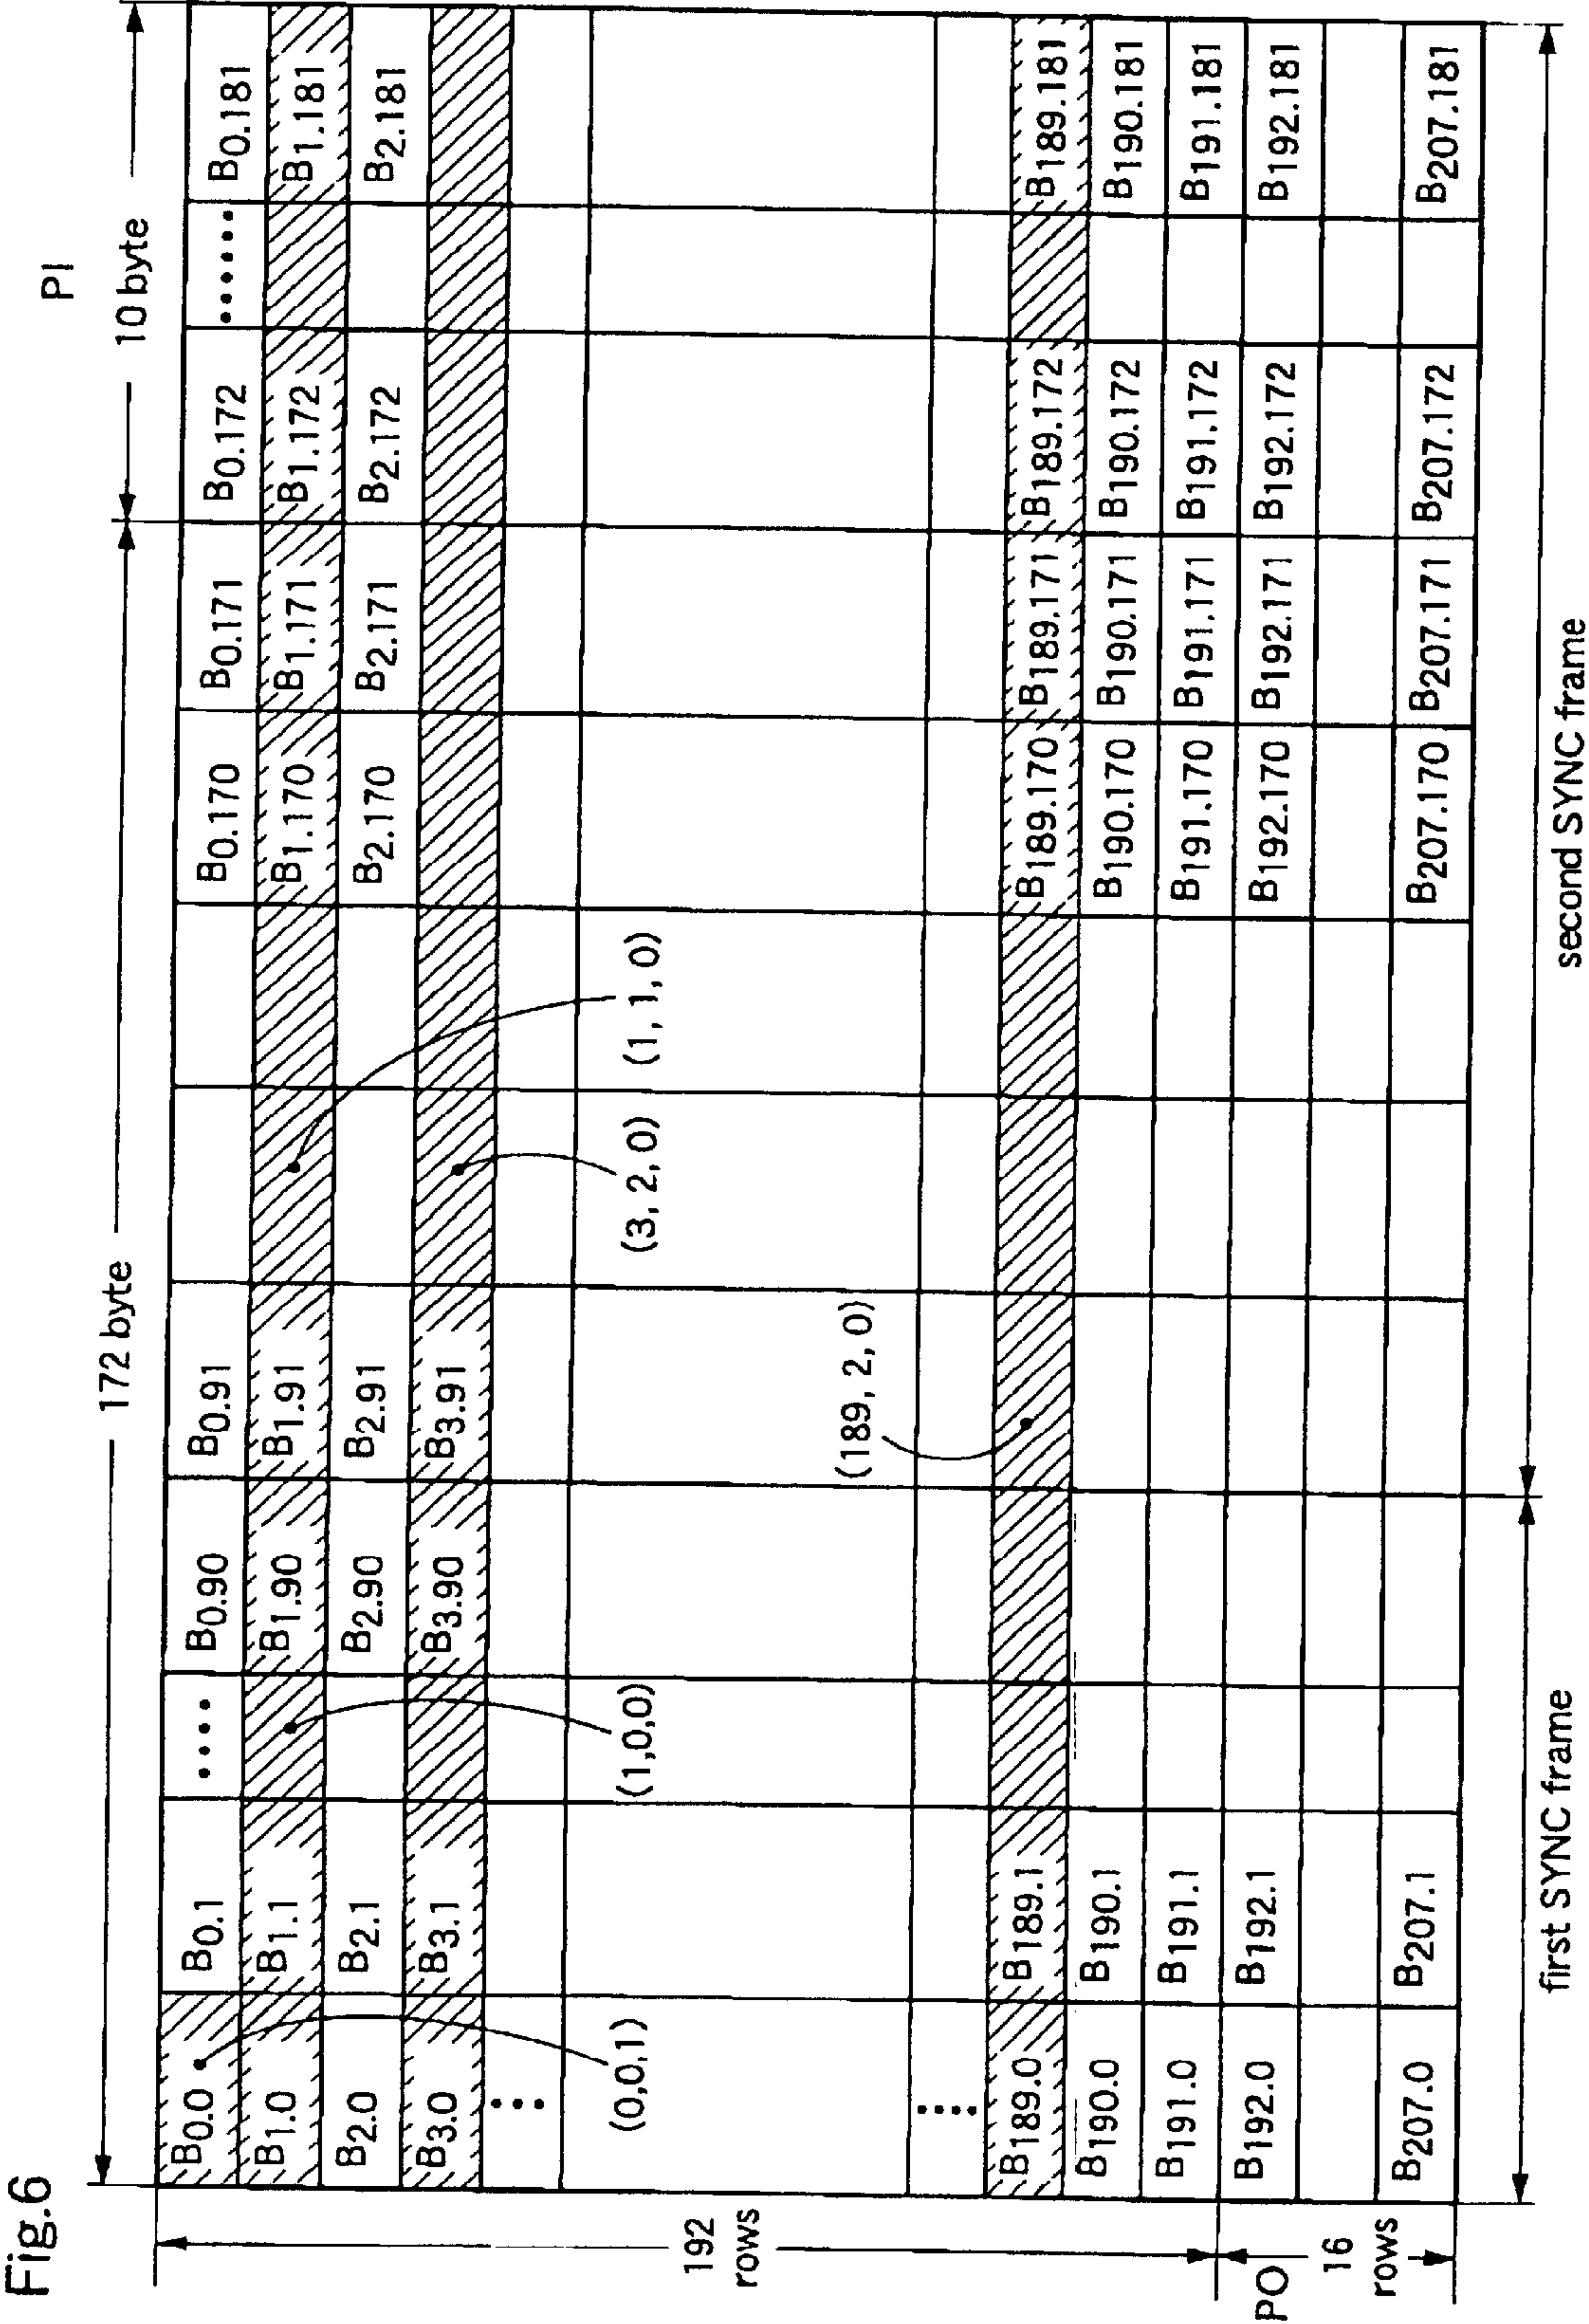 Fig.6
PI
172 byte
10 byte
B0.0 B0.1 •••• B0.90 B0.91 B0.170 B0.171 B0.172 •••••• B0.181
B1.0 B1.1 B1.90 B1.91 B1.170 B1.171 B1.172 B1.181
B2.0 B2.1 B2.90 B2.91 B2.170 B2.171 B2.172 B2.181
B3.0 B3.1 B3.90 B3.91
(0,0,1) (1,0,0) (3, 2, 0) (1, 1, 0)
192 rows
(189, 2, 0)
B189.0 B189.1 B189.170 B189.171 B189.172 B189.181
B190.0 B190.1 B190.170 B190.171 B190.172 B190.181
B191.0 B191.1 B191.170 B191.171 B191.172 B191.181
B192.0 B192.1 B192.170 B192.171 B192.172 B192.181
PO
16 rows
B207.0 B207.1 B207.170 B207.171 B207.172 B207.181
first SYNC frame
second SYNC frame